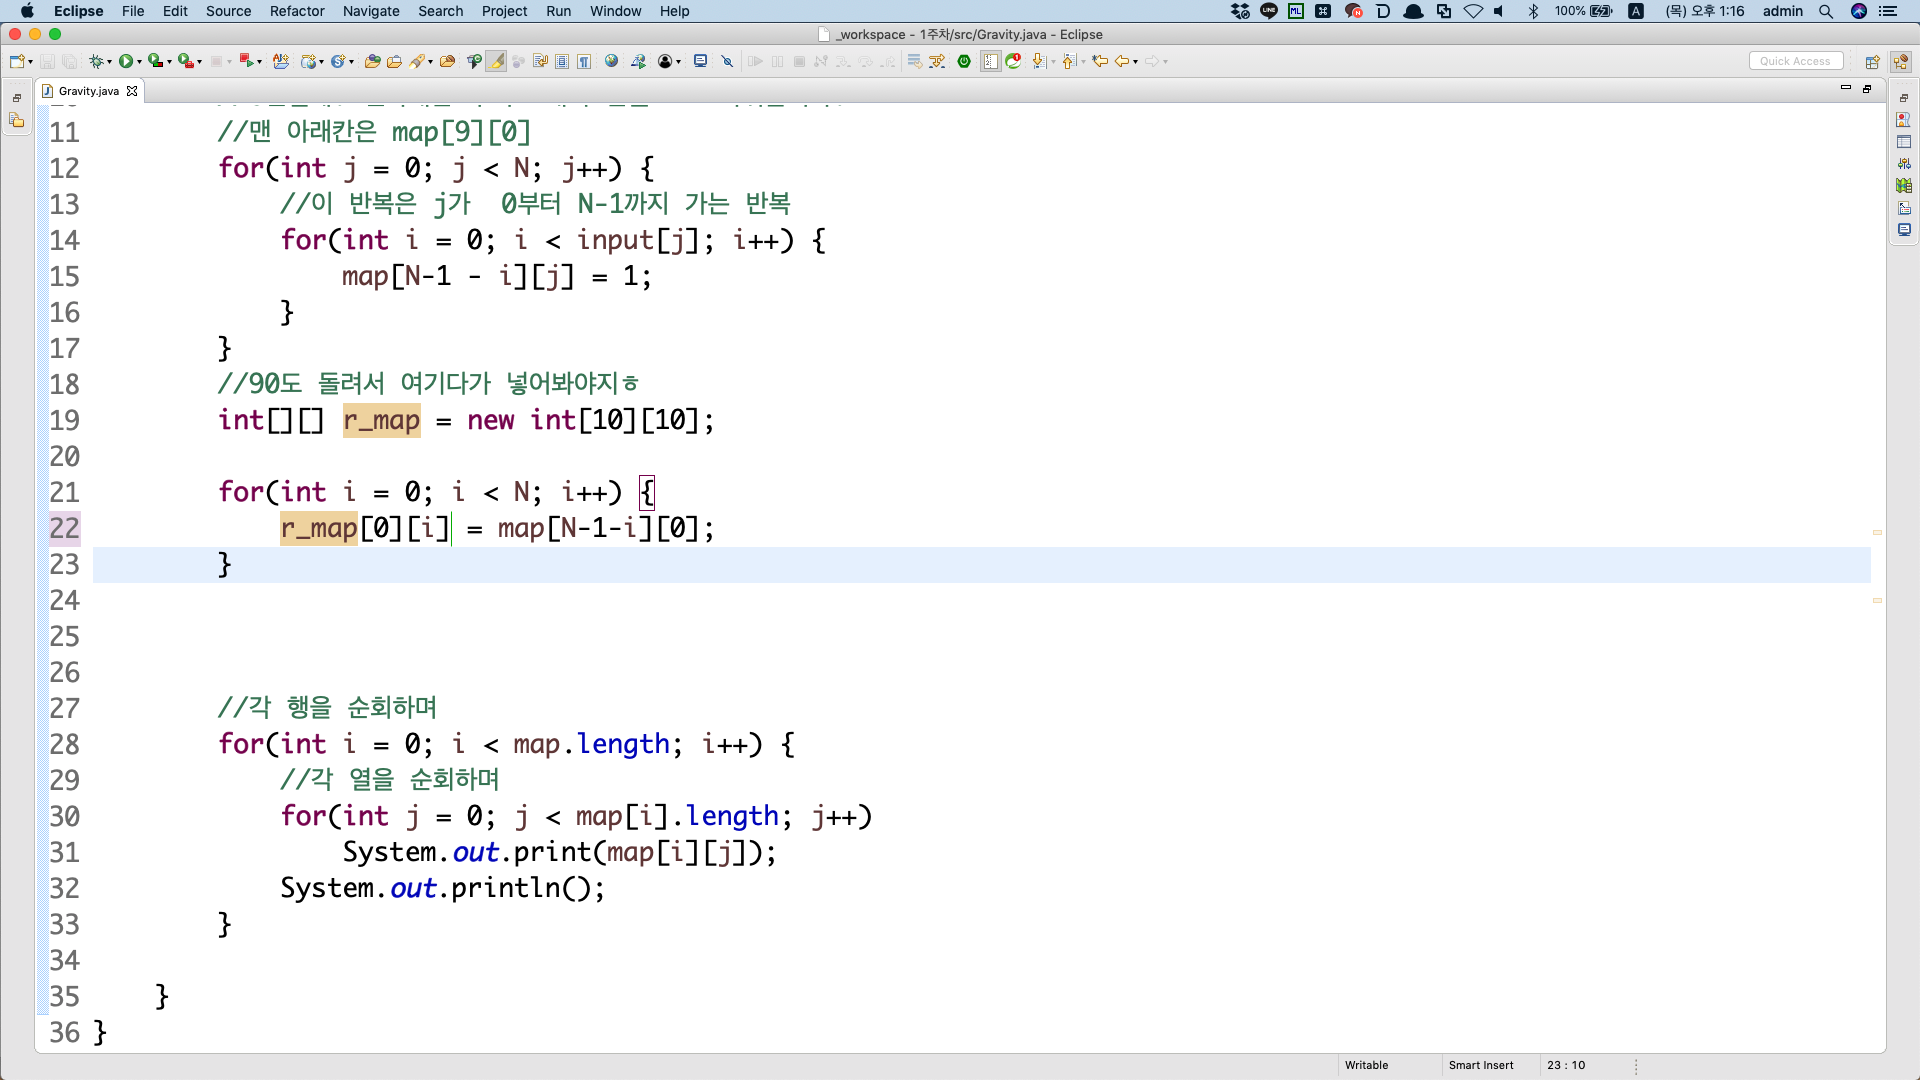 Eclipse File Edit Source Refactor Navigate Search Project Run Window Help 100% A (목) 오후 1:16 admin
_workspace - 1주차/src/Gravity.java - Eclipse
Quick Access
Gravity.java
11 //맨 아래칸은 map[9][0]
12 for(int j = 0; j < N; j++) {
13 //이 반복은 j가  0부터 N-1까지 가는 반복
14 for(int i = 0; i < input[j]; i++) {
15 map[N-1 - i][j] = 1;
16 }
17 }
18 //90도 돌려서 여기다가 넣어봐야지ㅎ
19 int[][] r_map = new int[10][10];
20
21 for(int i = 0; i < N; i++) {
22 r_map[0][i] = map[N-1-i][0];
23 }
24
25
26
27 //각 행을 순회하며
28 for(int i = 0; i < map.length; i++) {
29 //각 열을 순회하며
30 for(int j = 0; j < map[i].length; j++)
31 System.out.print(map[i][j]);
32 System.out.println();
33 }
34
35 }
36 }
Writable Smart Insert 23 : 10